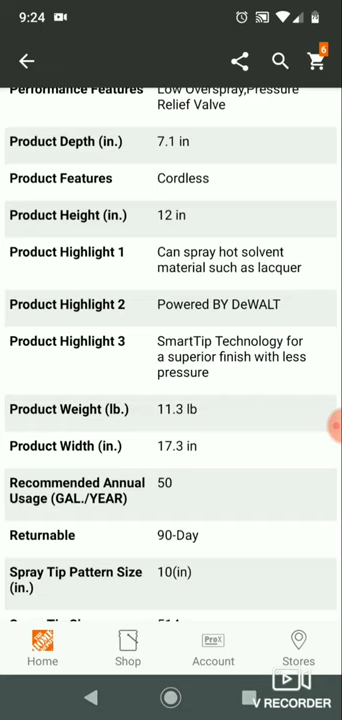 9:24
6
Performance Features Low Overspray,Pressure
Relief Valve
Product Depth (in.) 7.1 in
Product Features Cordless
Product Height (in.) 12 in
Product Highlight 1 Can spray hot solvent
material such as lacquer
Product Highlight 2 Powered BY DeWALT
Product Highlight 3 SmartTip Technology for
a superior finish with less
pressure
Product Weight (lb.) 11.3 lb
Product Width (in.) 17.3 in
Recommended Annual 50
Usage (GAL./YEAR)
Returnable 90-Day
Spray Tip Pattern Size 10(in)
(in.)
ProX
Home Shop Account Stores
V RECORDER